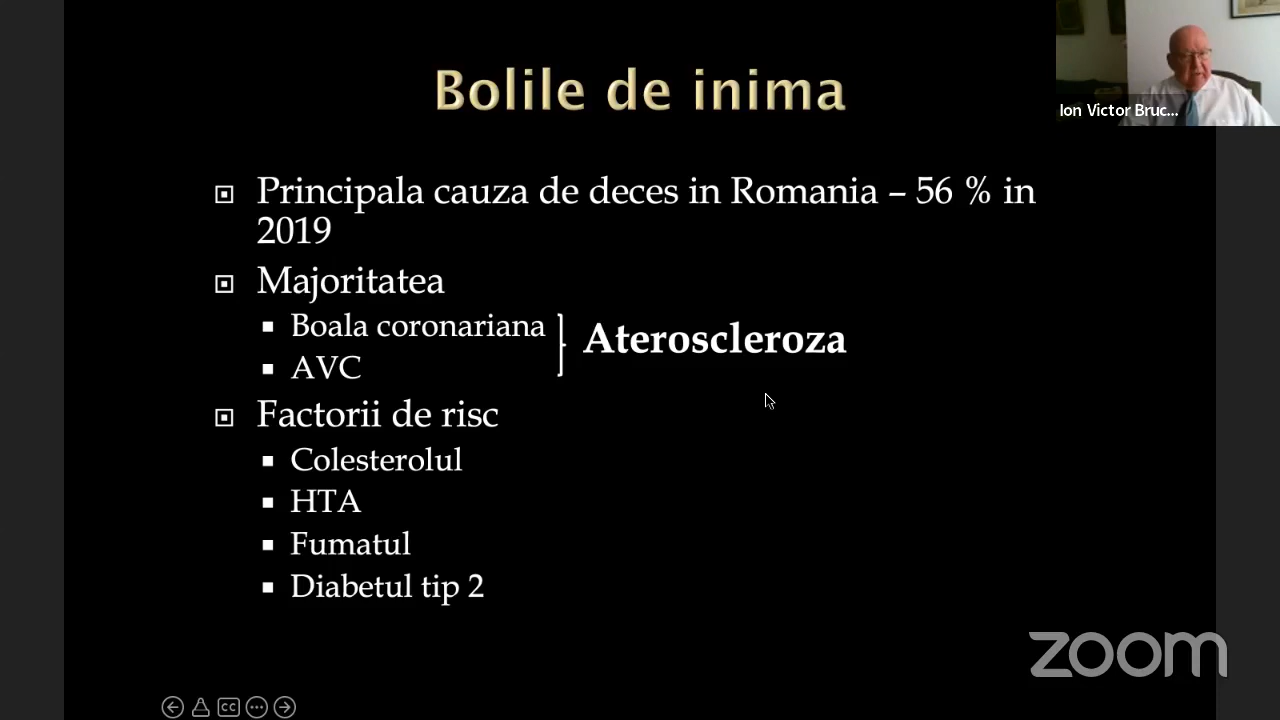 Bolile de inima
Ion Victor Bruc...
Principala cauza de deces in Romania – 56 % in
2019
Majoritatea
Boala coronariana
AVC
Ateroscleroza
Factorii de risc
Colesterolul
HTA
Fumatul
Diabetul tip 2
zoom
CC